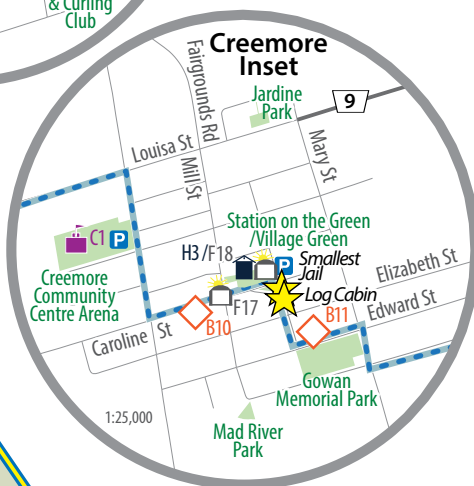 & Curling
Club
Creemore
Inset
Fairgrounds Rd
Jardine
Park
9
Louisa St
Mill St
Mary St
C1 P
Creemore
Community
Centre Arena
Station on the Green
/Village Green
H3/F18
P
Smallest
Jail
Log Cabin
F17
B10
B11
Elizabeth St
Edward St
Caroline St
Gowan
Memorial Park
1:25,000
Mad River
Park